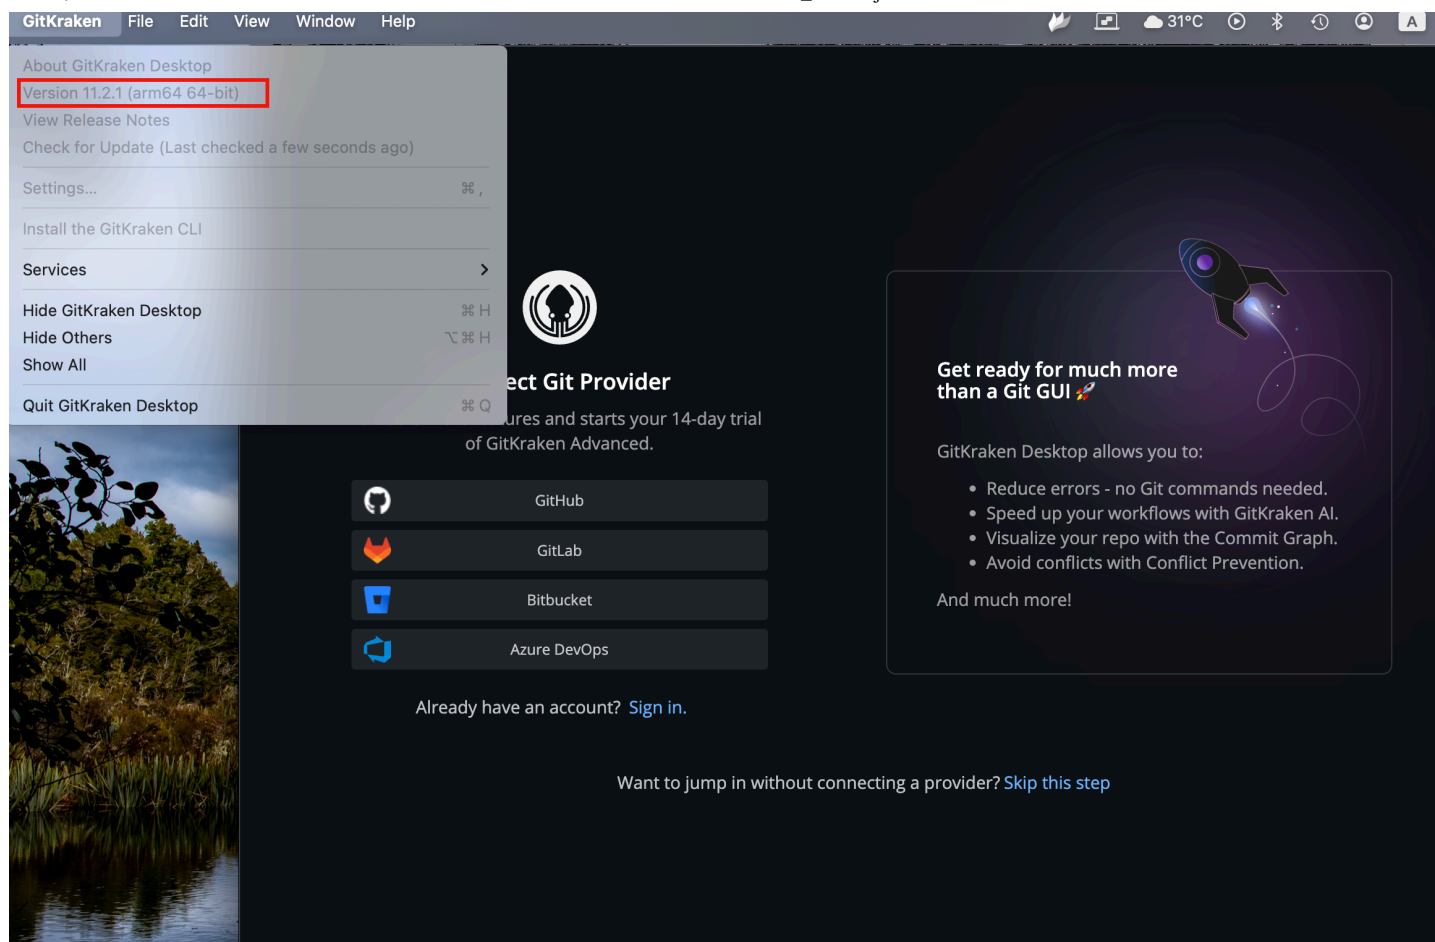 GitKraken File Edit View Window Help 31°C A
About GitKraken Desktop
Version 11.2.1 (arm64 64-bit)
View Release Notes
Check for Update (Last checked a few seconds ago)
Settings... ⌘ ,
Install the GitKraken CLI
Services
Hide GitKraken Desktop ⌘ H
Hide Others ⌥ ⌘ H
Show All
Quit GitKraken Desktop ⌘ Q
Git Provider
and starts your 14-day trial
of GitKraken Advanced.
GitHub
GitLab
Bitbucket
Azure DevOps
Already have an account? Sign in.
Get ready for much more
than a Git GUI 🚀
GitKraken Desktop allows you to:
• Reduce errors - no Git commands needed.
• Speed up your workflows with GitKraken AI.
• Visualize your repo with the Commit Graph.
• Avoid conflicts with Conflict Prevention.
And much more!
Want to jump in without connecting a provider? Skip this step